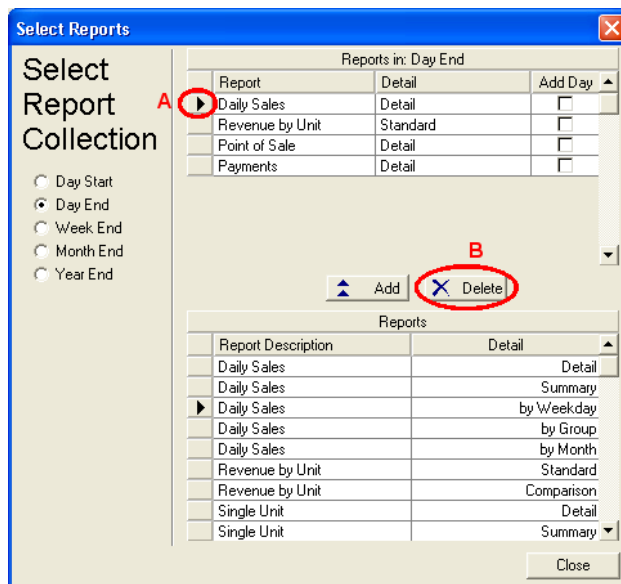 Select Reports
Select
Report
Collection
Day Start
Day End
Week End
Month End
Year End
Reports in: Day End
Report Detail Add Day
A
Daily Sales Detail
Revenue by Unit Standard
Point of Sale Detail
Payments Detail
B
Add Delete
Reports
Report Description Detail
Daily Sales Detail
Daily Sales Summary
Daily Sales by Weekday
Daily Sales by Group
Daily Sales by Month
Revenue by Unit Standard
Revenue by Unit Comparison
Single Unit Detail
Single Unit Summary
Close